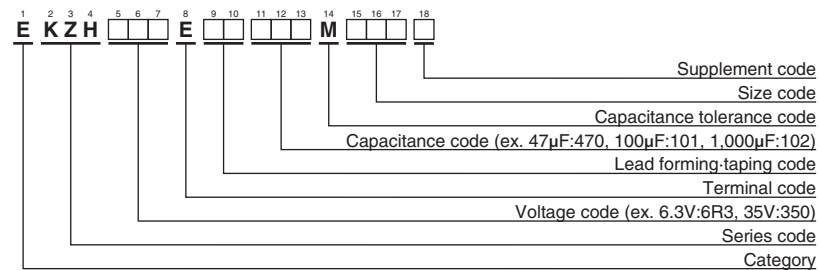 1 2 3 4 5 6 7 8 9 10 11 12 13 14 15 16 17 18
E K Z H E M
Supplement code
Size code
Capacitance tolerance code
Capacitance code (ex. 47µF:470, 100µF:101, 1,000µF:102)
Lead forming·taping code
Terminal code
Voltage code (ex. 6.3V:6R3, 35V:350)
Series code
Category